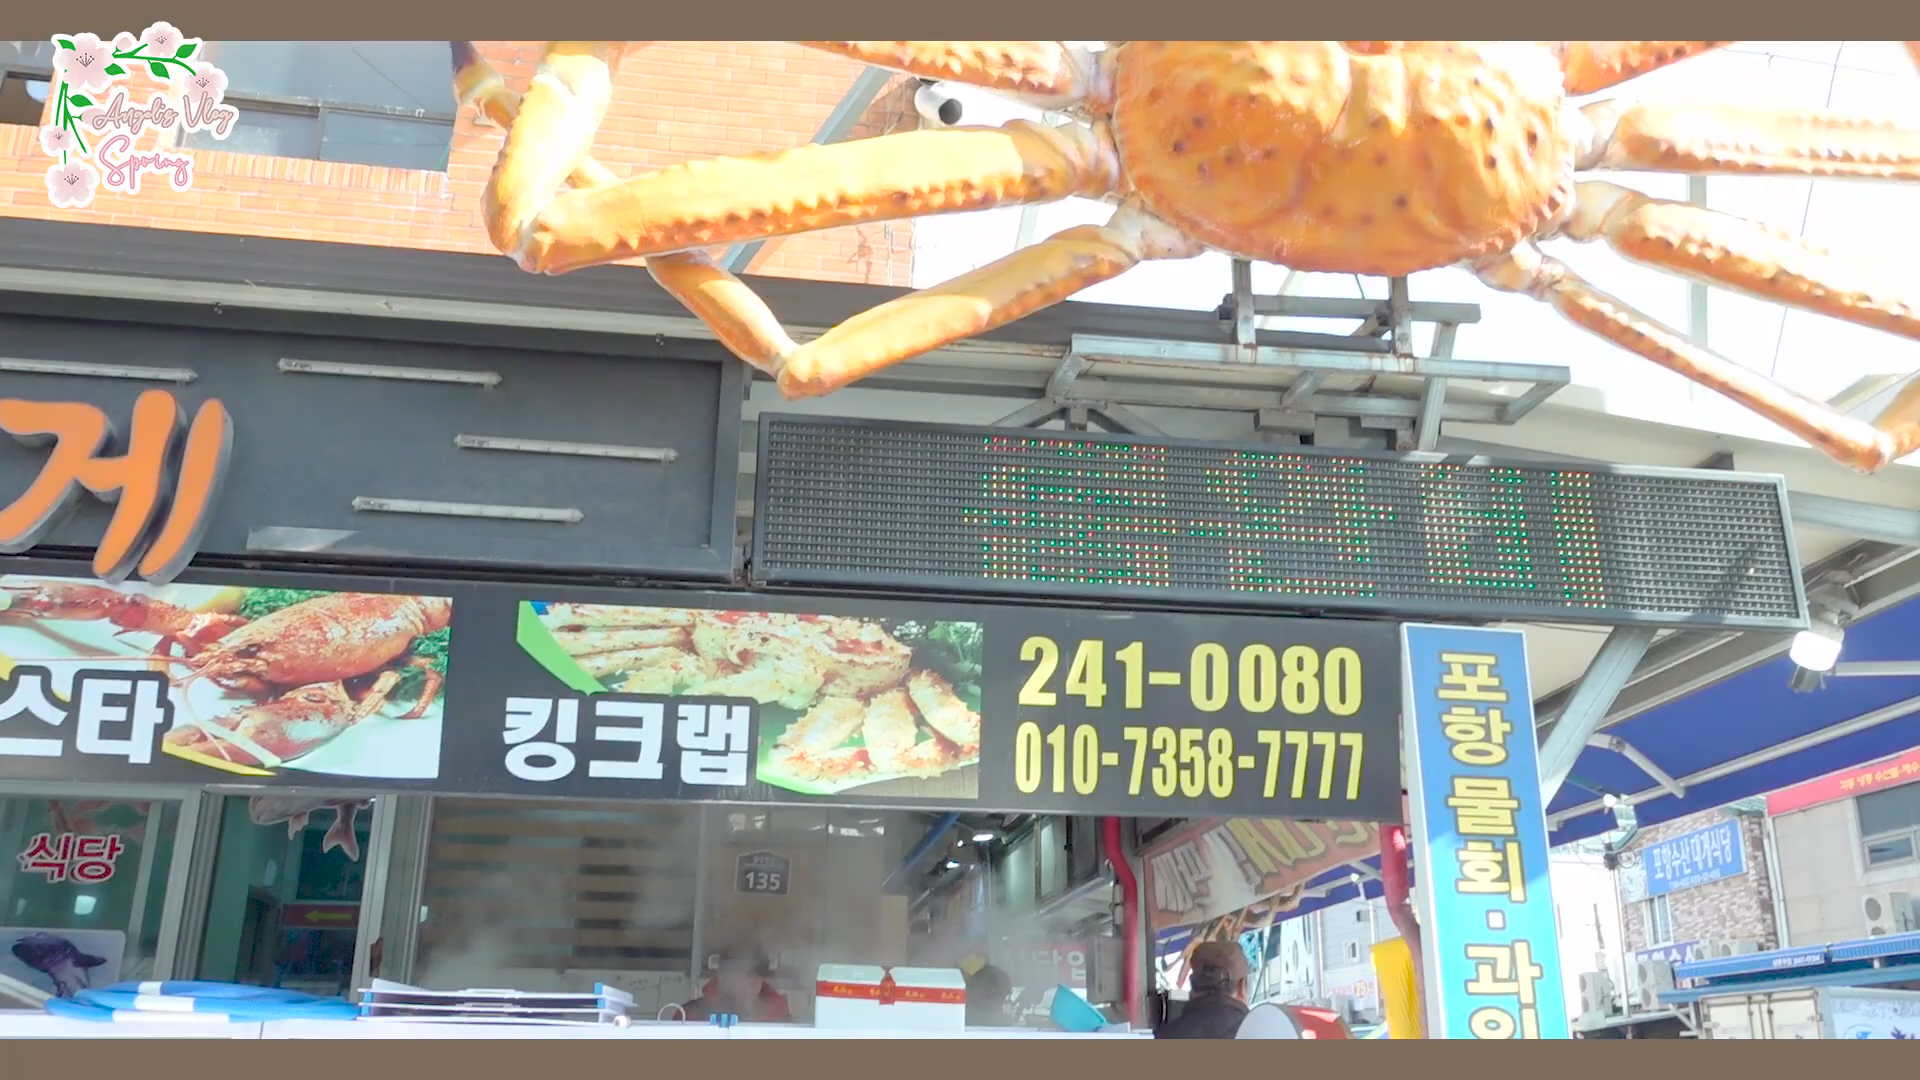 Angel's Vlog
Spring
게
스타
킹크랩
241-0080
010-7358-7777
포항물회·과
식당
135
포항수산대게식당